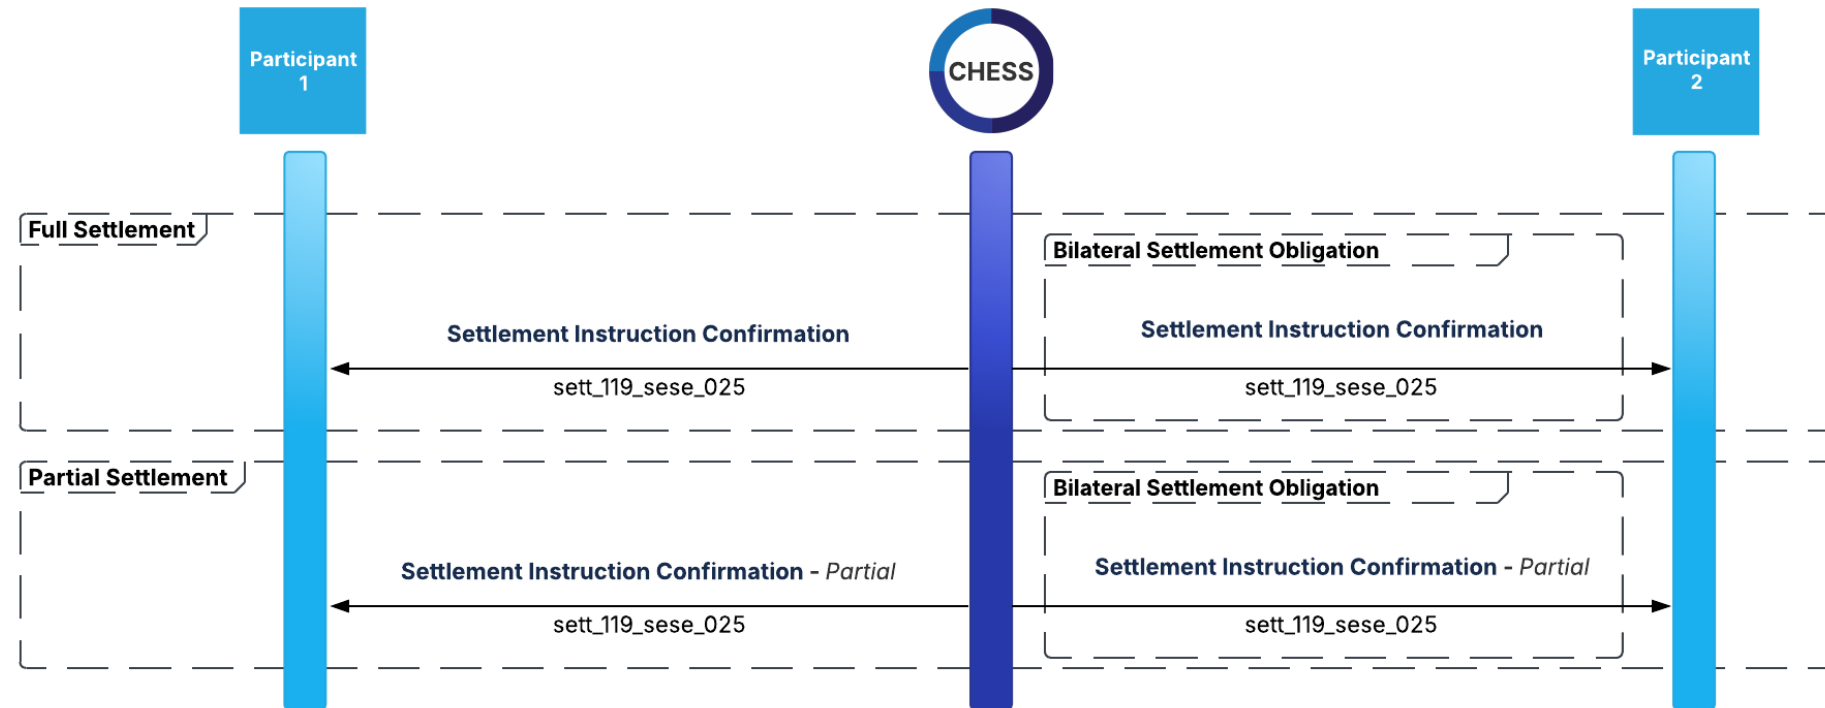 Participant
1
CHESS
Participant
2
Full Settlement
Bilateral Settlement Obligation
Settlement Instruction Confirmation
Settlement Instruction Confirmation
sett_119_sese_025
sett_119_sese_025
Partial Settlement
Bilateral Settlement Obligation
Settlement Instruction Confirmation - Partial
Settlement Instruction Confirmation - Partial
sett_119_sese_025
sett_119_sese_025